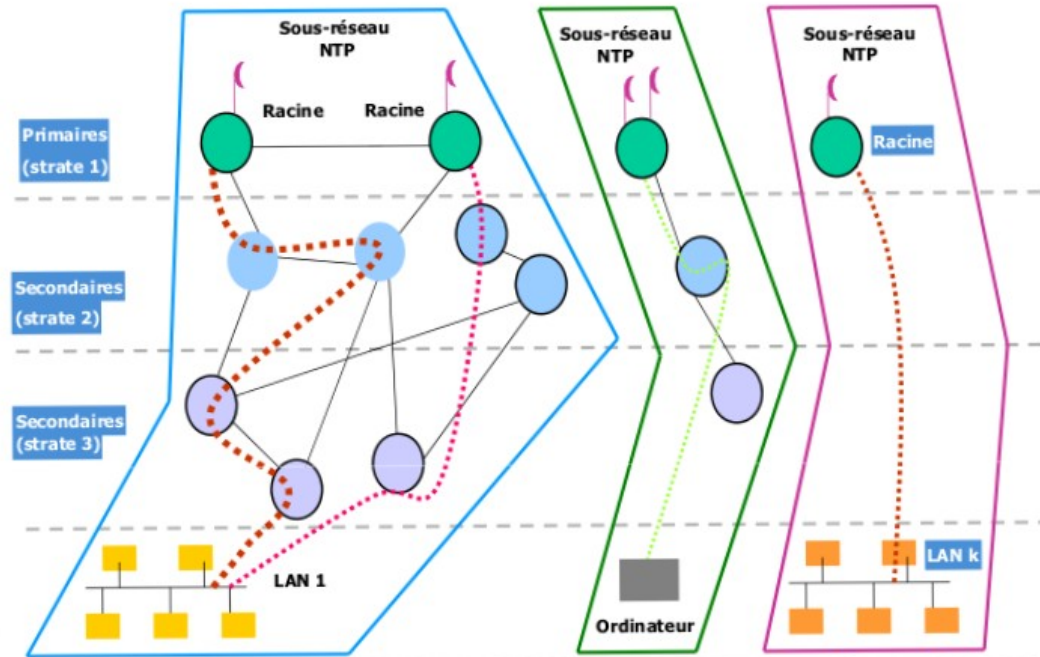 Sous-réseau
NTP
Sous-réseau
NTP
Sous-réseau
NTP
Racine
Racine
Primaires
(strate 1)
Racine
Secondaires
(strate 2)
Secondaires
(strate 3)
LAN 1
LAN k
Ordinateur